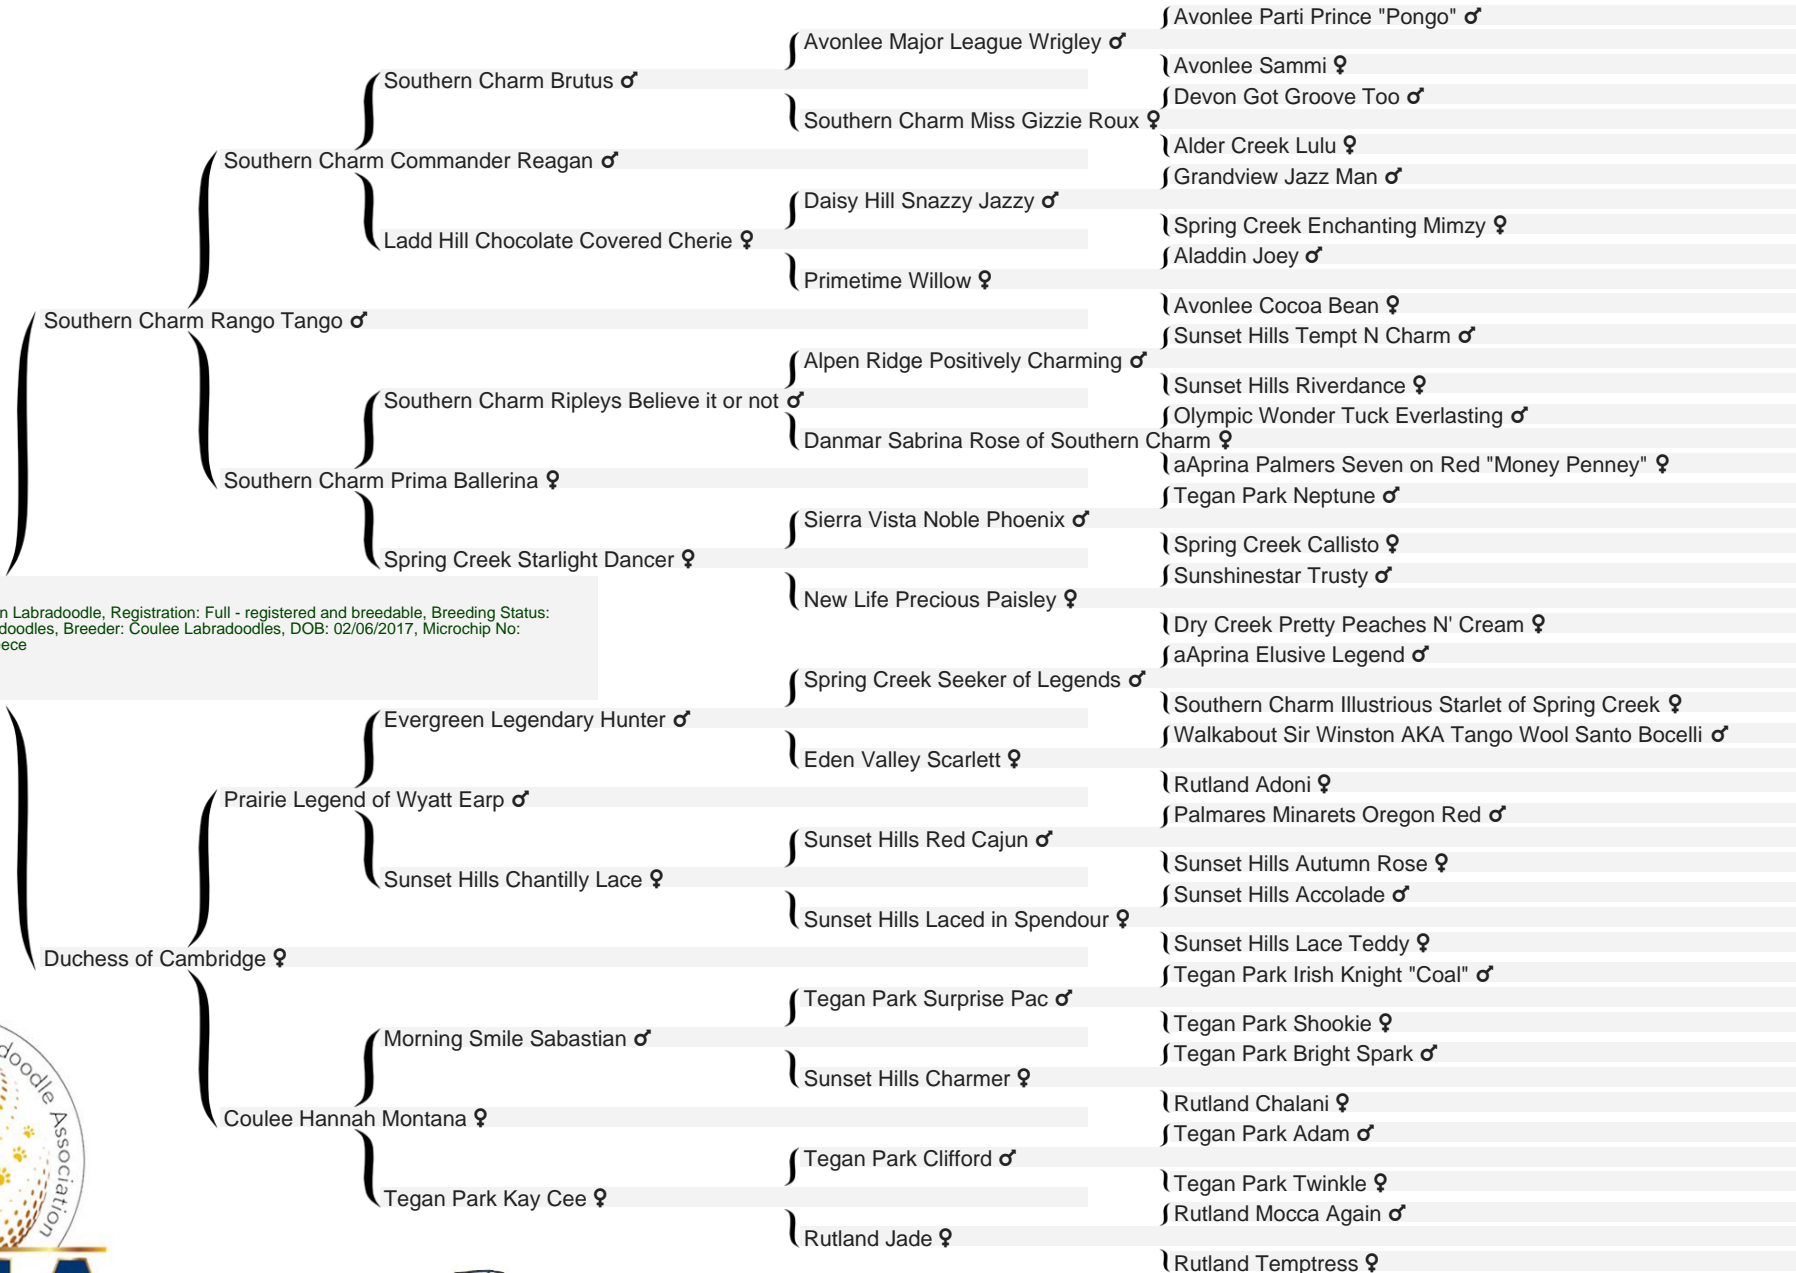 Avonlee Parti Prince "Pongo" ♂
Avonlee Major League Wrigley ♂
Avonlee Sammi ♀
Southern Charm Brutus ♂
Devon Got Groove Too ♂
Southern Charm Miss Gizzie Roux ♀
Alder Creek Lulu ♀
Southern Charm Commander Reagan ♂
Grandview Jazz Man ♂
Daisy Hill Snazzy Jazzy ♂
Spring Creek Enchanting Mimzy ♀
Ladd Hill Chocolate Covered Cherie ♀
Aladdin Joey ♂
Primetime Willow ♀
Avonlee Cocoa Bean ♀
Southern Charm Rango Tango ♂
Sunset Hills Tempt N Charm ♂
Alpen Ridge Positively Charming ♂
Sunset Hills Riverdance ♀
Southern Charm Ripleys Believe it or not ♂
Olympic Wonder Tuck Everlasting ♂
Danmar Sabrina Rose of Southern Charm ♀
aAprina Palmers Seven on Red "Money Penney" ♀
Southern Charm Prima Ballerina ♀
Tegan Park Neptune ♂
Sierra Vista Noble Phoenix ♂
Spring Creek Callisto ♀
Spring Creek Starlight Dancer ♀
Sunshinestar Trusty ♂
New Life Precious Paisley ♀
Dry Creek Pretty Peaches N' Cream ♀
n Labradoodle, Registration: Full - registered and breedable, Breeding Status:
doodles, Breeder: Coulee Labradoodles, DOB: 02/06/2017, Microchip No:
ece
aAprina Elusive Legend ♂
Spring Creek Seeker of Legends ♂
Southern Charm Illustrious Starlet of Spring Creek ♀
Evergreen Legendary Hunter ♂
Walkabout Sir Winston AKA Tango Wool Santo Bocelli ♂
Eden Valley Scarlett ♀
Rutland Adoni ♀
Prairie Legend of Wyatt Earp ♂
Palmares Minarets Oregon Red ♂
Sunset Hills Red Cajun ♂
Sunset Hills Autumn Rose ♀
Sunset Hills Chantilly Lace ♀
Sunset Hills Accolade ♂
Sunset Hills Laced in Spendour ♀
Sunset Hills Lace Teddy ♀
Duchess of Cambridge ♀
Tegan Park Irish Knight "Coal" ♂
Tegan Park Surprise Pac ♂
Tegan Park Shookie ♀
Morning Smile Sabastian ♂
Tegan Park Bright Spark ♂
Sunset Hills Charmer ♀
Rutland Chalani ♀
Coulee Hannah Montana ♀
Tegan Park Adam ♂
Tegan Park Clifford ♂
Tegan Park Twinkle ♀
Tegan Park Kay Cee ♀
Rutland Mocca Again ♂
Rutland Jade ♀
Rutland Temptress ♀
doodle Association